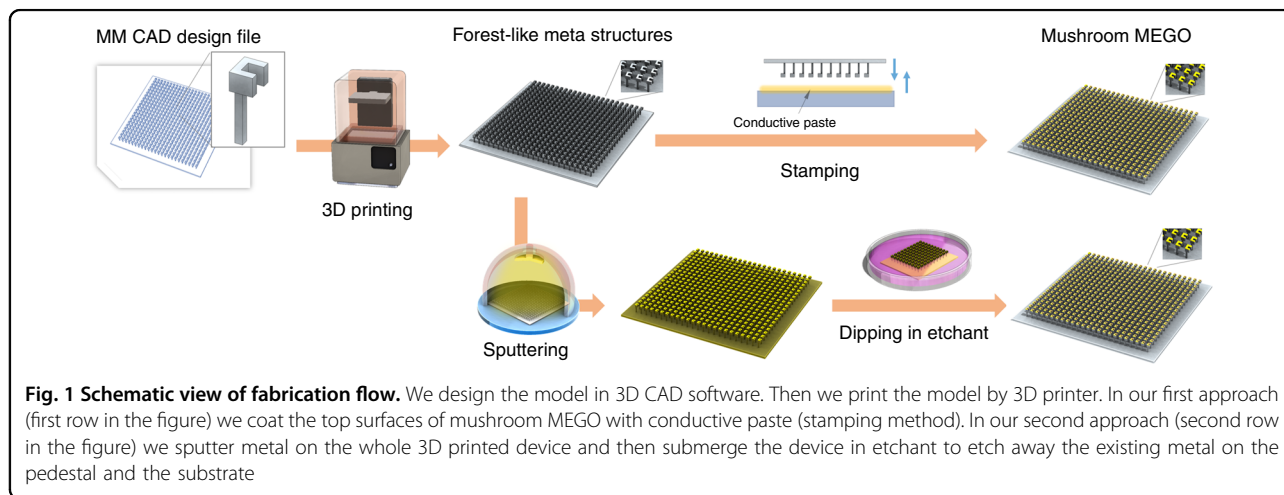 MM CAD design file
Forest-like meta structures
Mushroom MEGO
Conductive paste
Stamping
3D printing
Sputtering
Dipping in etchant
Fig. 1 Schematic view of fabrication flow. We design the model in 3D CAD software. Then we print the model by 3D printer. In our first approach
(first row in the figure) we coat the top surfaces of mushroom MEGO with conductive paste (stamping method). In our second approach (second row
in the figure) we sputter metal on the whole 3D printed device and then submerge the device in etchant to etch away the existing metal on the
pedestal and the substrate